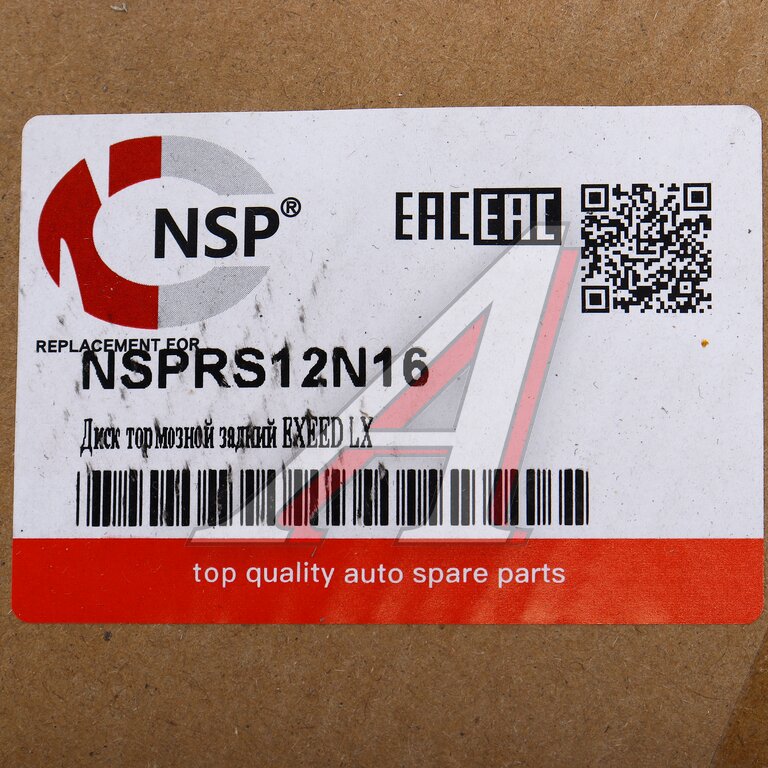 NSP®
EAC EAC
REPLACEMENT FOR
NSPRS12N16
Диск тормозной задний EXEED LX
top quality auto spare parts